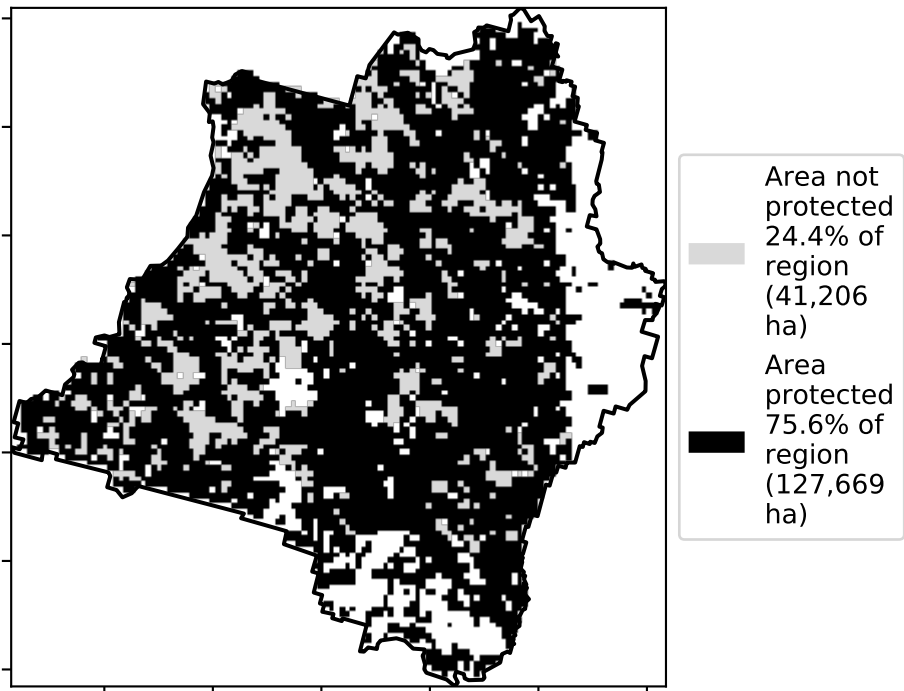 Area not
protected
24.4% of
region
(41,206
ha)
Area
protected
75.6% of
region
(127,669
ha)